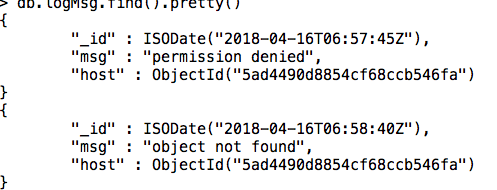 > db.logMsg.find().pretty()
{
"_id" : ISODate("2018-04-16T06:57:45Z"),
"msg" : "permission denied",
"host" : ObjectId("5ad4490d8854cf68ccb546fa")
}
{
"_id" : ISODate("2018-04-16T06:58:40Z"),
"msg" : "object not found",
"host" : ObjectId("5ad4490d8854cf68ccb546fa")
}